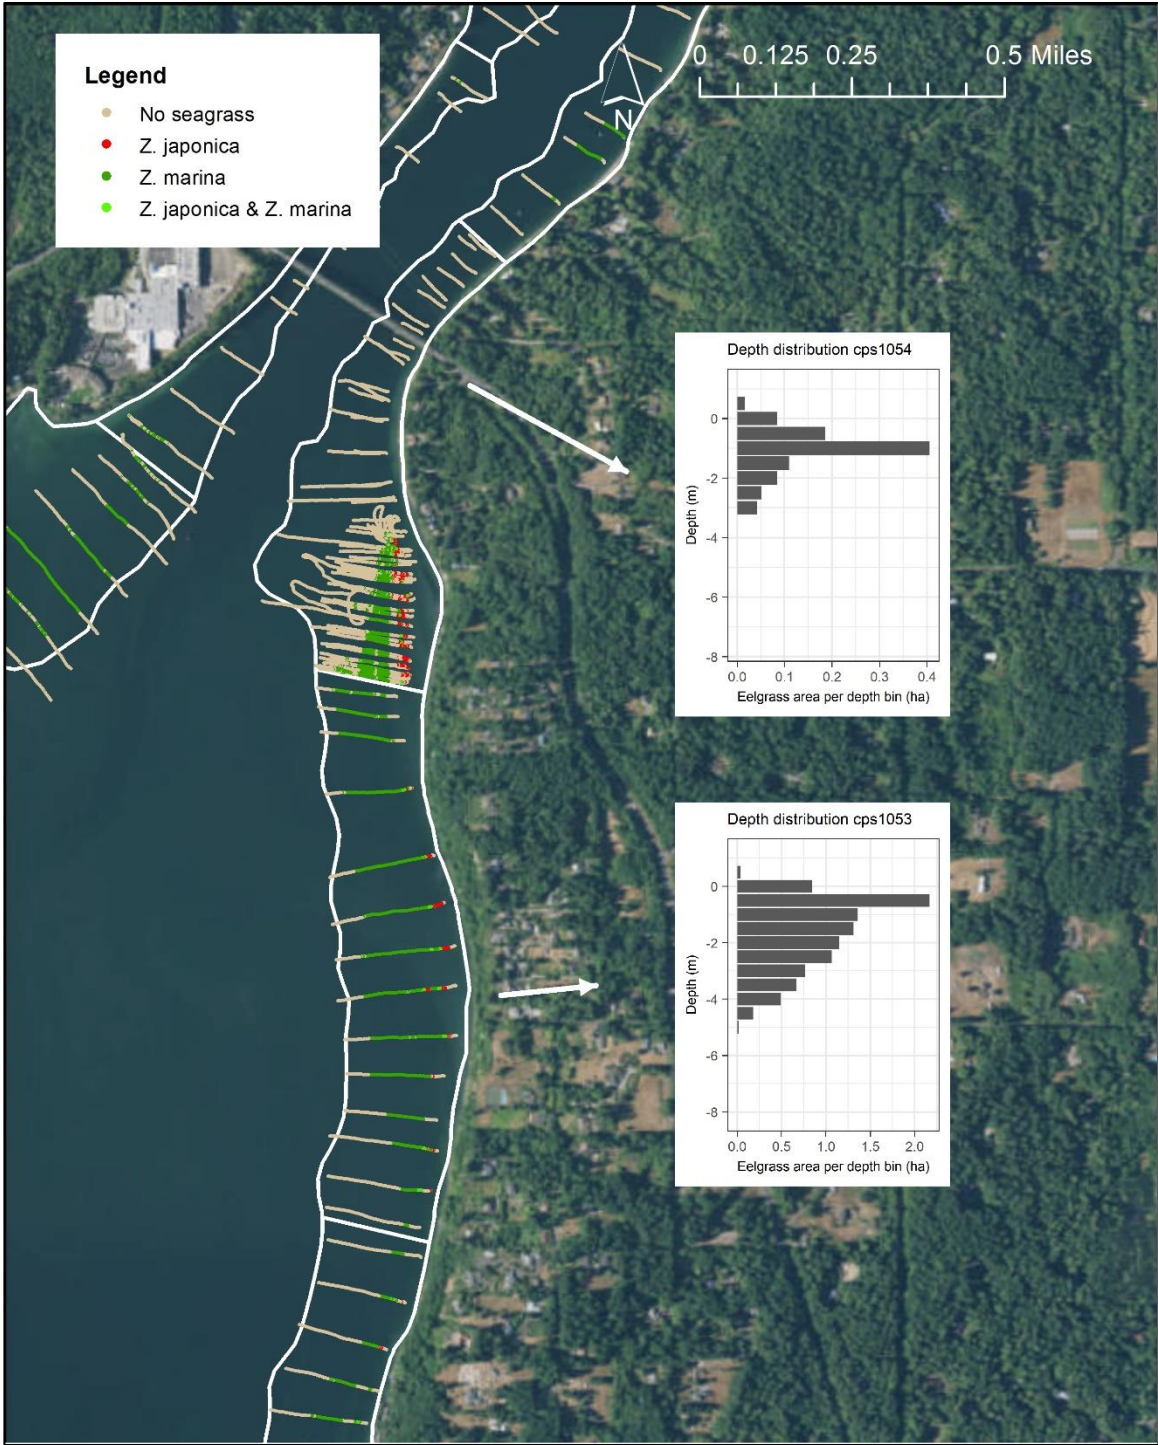 Legend
No seagrass
Z. japonica
Z. marina
Z. japonica & Z. marina
0 0.125 0.25 0.5 Miles
N
Depth distribution cps1054
Depth (m)
0
-2
-4
-6
-8
0.0 0.1 0.2 0.3 0.4
Eelgrass area per depth bin (ha)
Depth distribution cps1053
Depth (m)
0
-2
-4
-6
-8
0.0 0.5 1.0 1.5 2.0
Eelgrass area per depth bin (ha)